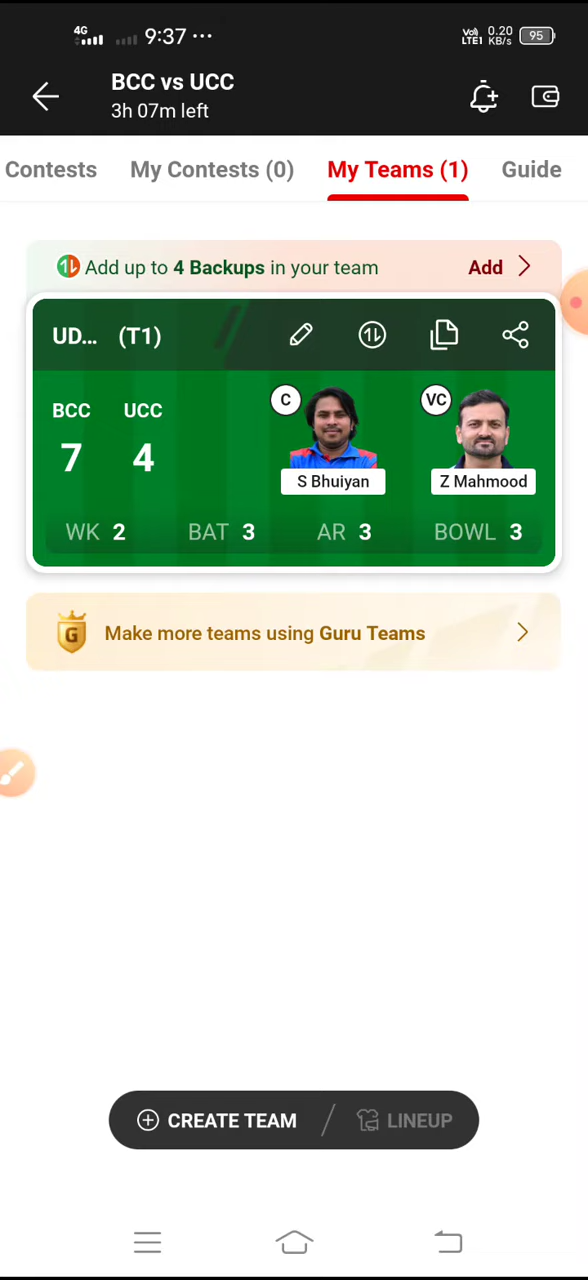 4G 9:37 ... Vo) LTE1 0.20 KB/s 95
BCC vs UCC
3h 07m left
Contests My Contests (0) My Teams (1) Guide
Add up to 4 Backups in your team Add
UD... (T1)
BCC UCC C VC
7 4
S Bhuiyan Z Mahmood
WK 2 BAT 3 AR 3 BOWL 3
G Make more teams using Guru Teams
CREATE TEAM / LINEUP